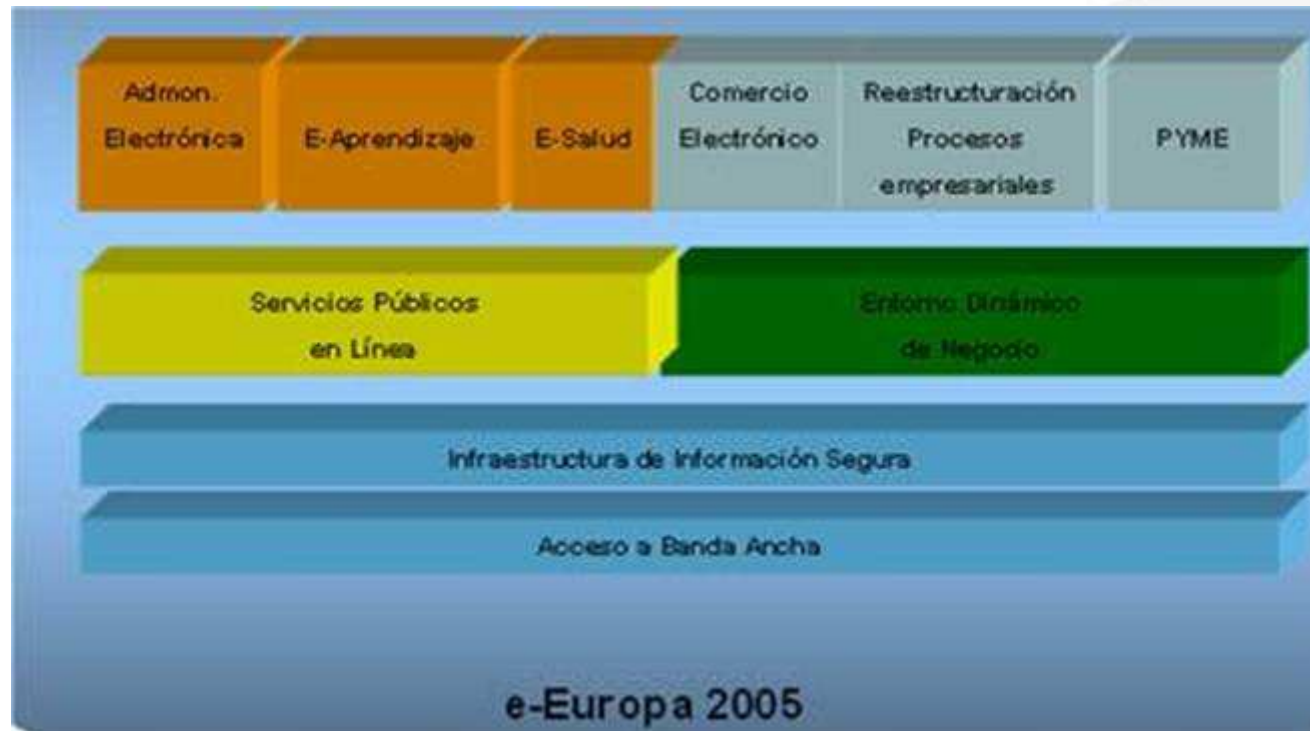 Admon.
Electrónica
E-Aprendizaje
E-Salud
Comercio
Electrónico
Reestructuración
Procesos
empresariales
PYME
Servicios Públicos
en Línea
Entorno Dinámico
de Negocio
Infraestructura de Información Segura
Acceso a Banda Ancha
e-Europa 2005